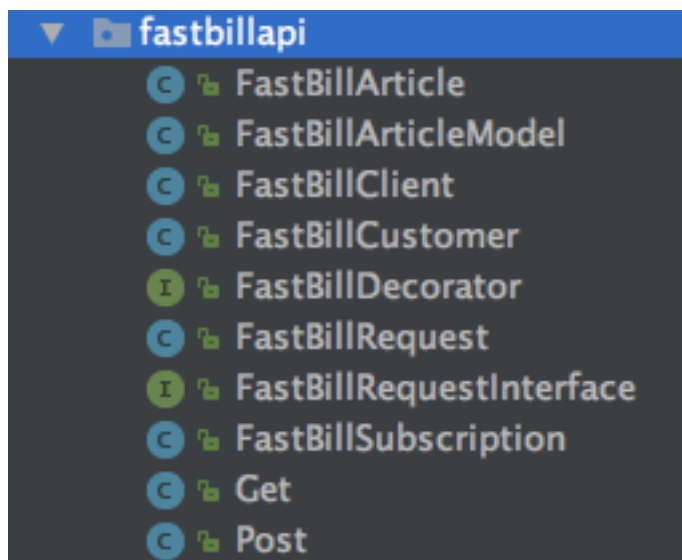 fastbillapi
C FastBillArticle
C FastBillArticleModel
C FastBillClient
C FastBillCustomer
I FastBillDecorator
C FastBillRequest
I FastBillRequestInterface
C FastBillSubscription
C Get
C Post